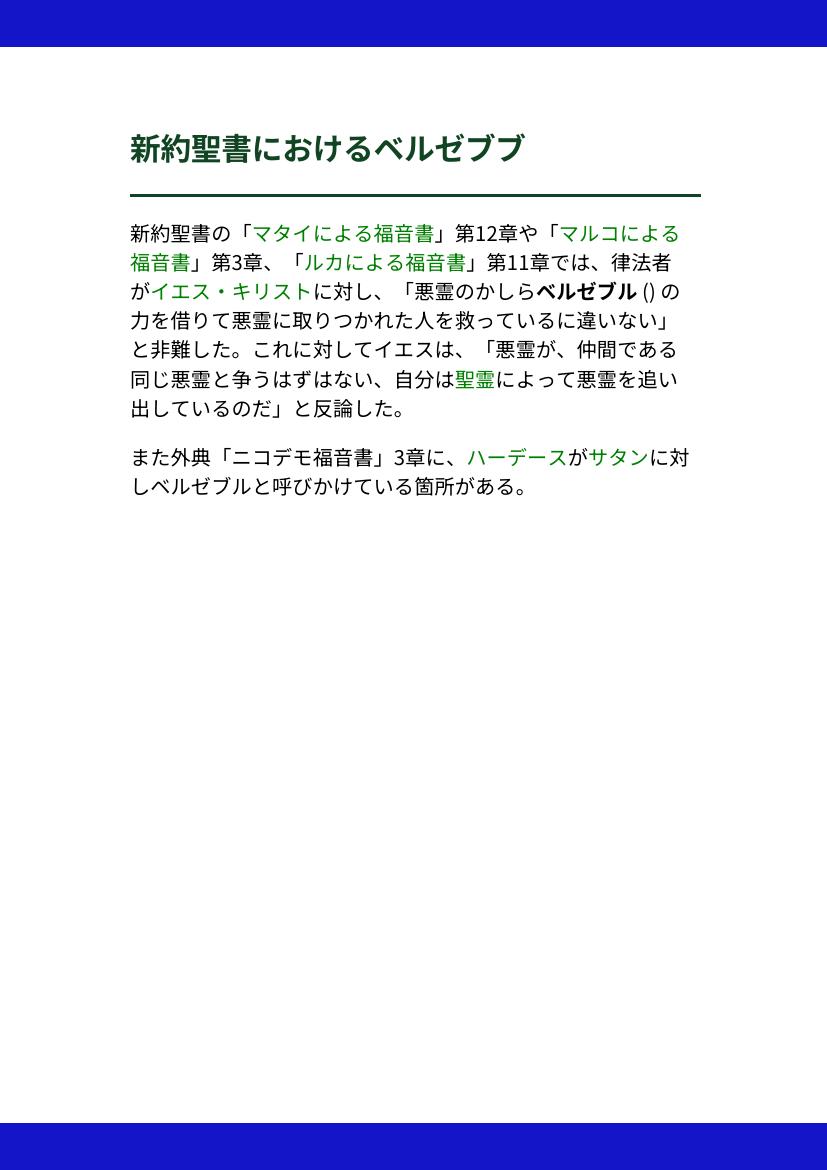 新約聖書におけるベルゼブブ
新約聖書の「マタイによる福音書」第12章や「マルコによる
福音書」第3章、「ルカによる福音書」第11章では、律法者
がイエス・キリストに対し、「悪霊のかしらベルゼブル () の
力を借りて悪霊に取りつかれた人を救っているに違いない」
と非難した。これに対してイエスは、「悪霊が、仲間である
同じ悪霊と争うはずはない、自分は聖霊によって悪霊を追い
出しているのだ」と反論した。
また外典「ニコデモ福音書」3章に、ハーデースがサタンに対
しベルゼブルと呼びかけている箇所がある。